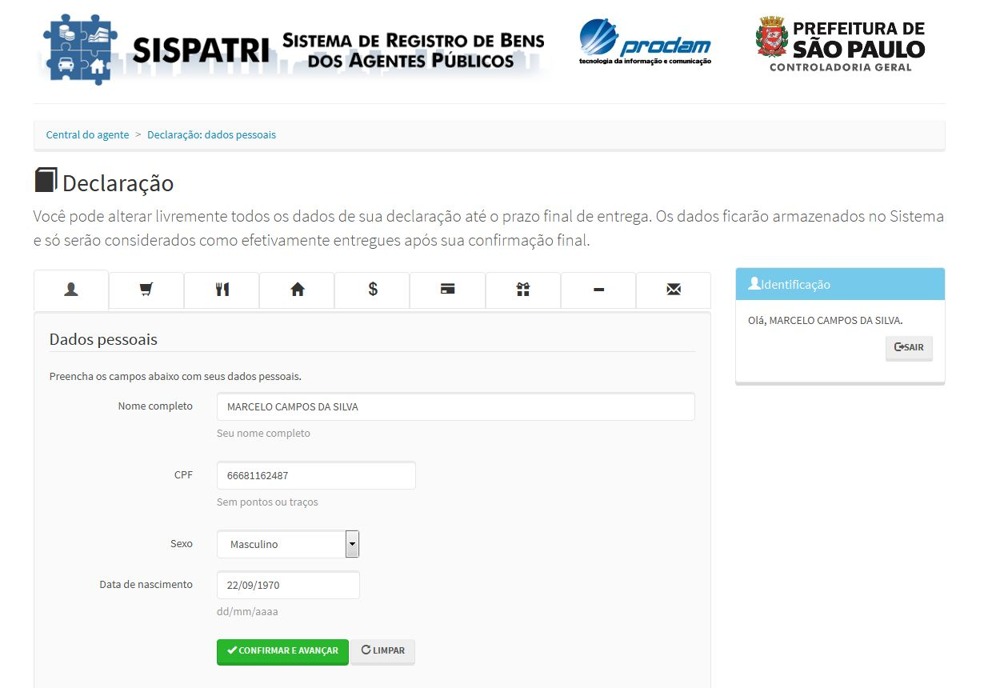 SISPATRI
SISTEMA DE REGISTRO DE BENS
DOS AGENTES PÚBLICOS
prodam
tecnologia da informação e comunicação
PREFEITURA DE
SÃO PAULO
CONTROLADORIA GERAL
Central do agente > Declaração: dados pessoais
Declaração
Você pode alterar livremente todos os dados de sua declaração até o prazo final de entrega. Os dados ficarão armazenados no Sistema
e só serão considerados como efetivamente entregues após sua confirmação final.
Identificação
Olá, MARCELO CAMPOS DA SILVA.
SAIR
Dados pessoais
Preencha os campos abaixo com seus dados pessoais.
Nome completo
MARCELO CAMPOS DA SILVA
Seu nome completo
CPF
66681162487
Sem pontos ou traços
Sexo
Masculino
Data de nascimento
22/09/1970
dd/mm/aaaa
CONFIRMAR E AVANÇAR
LIMPAR